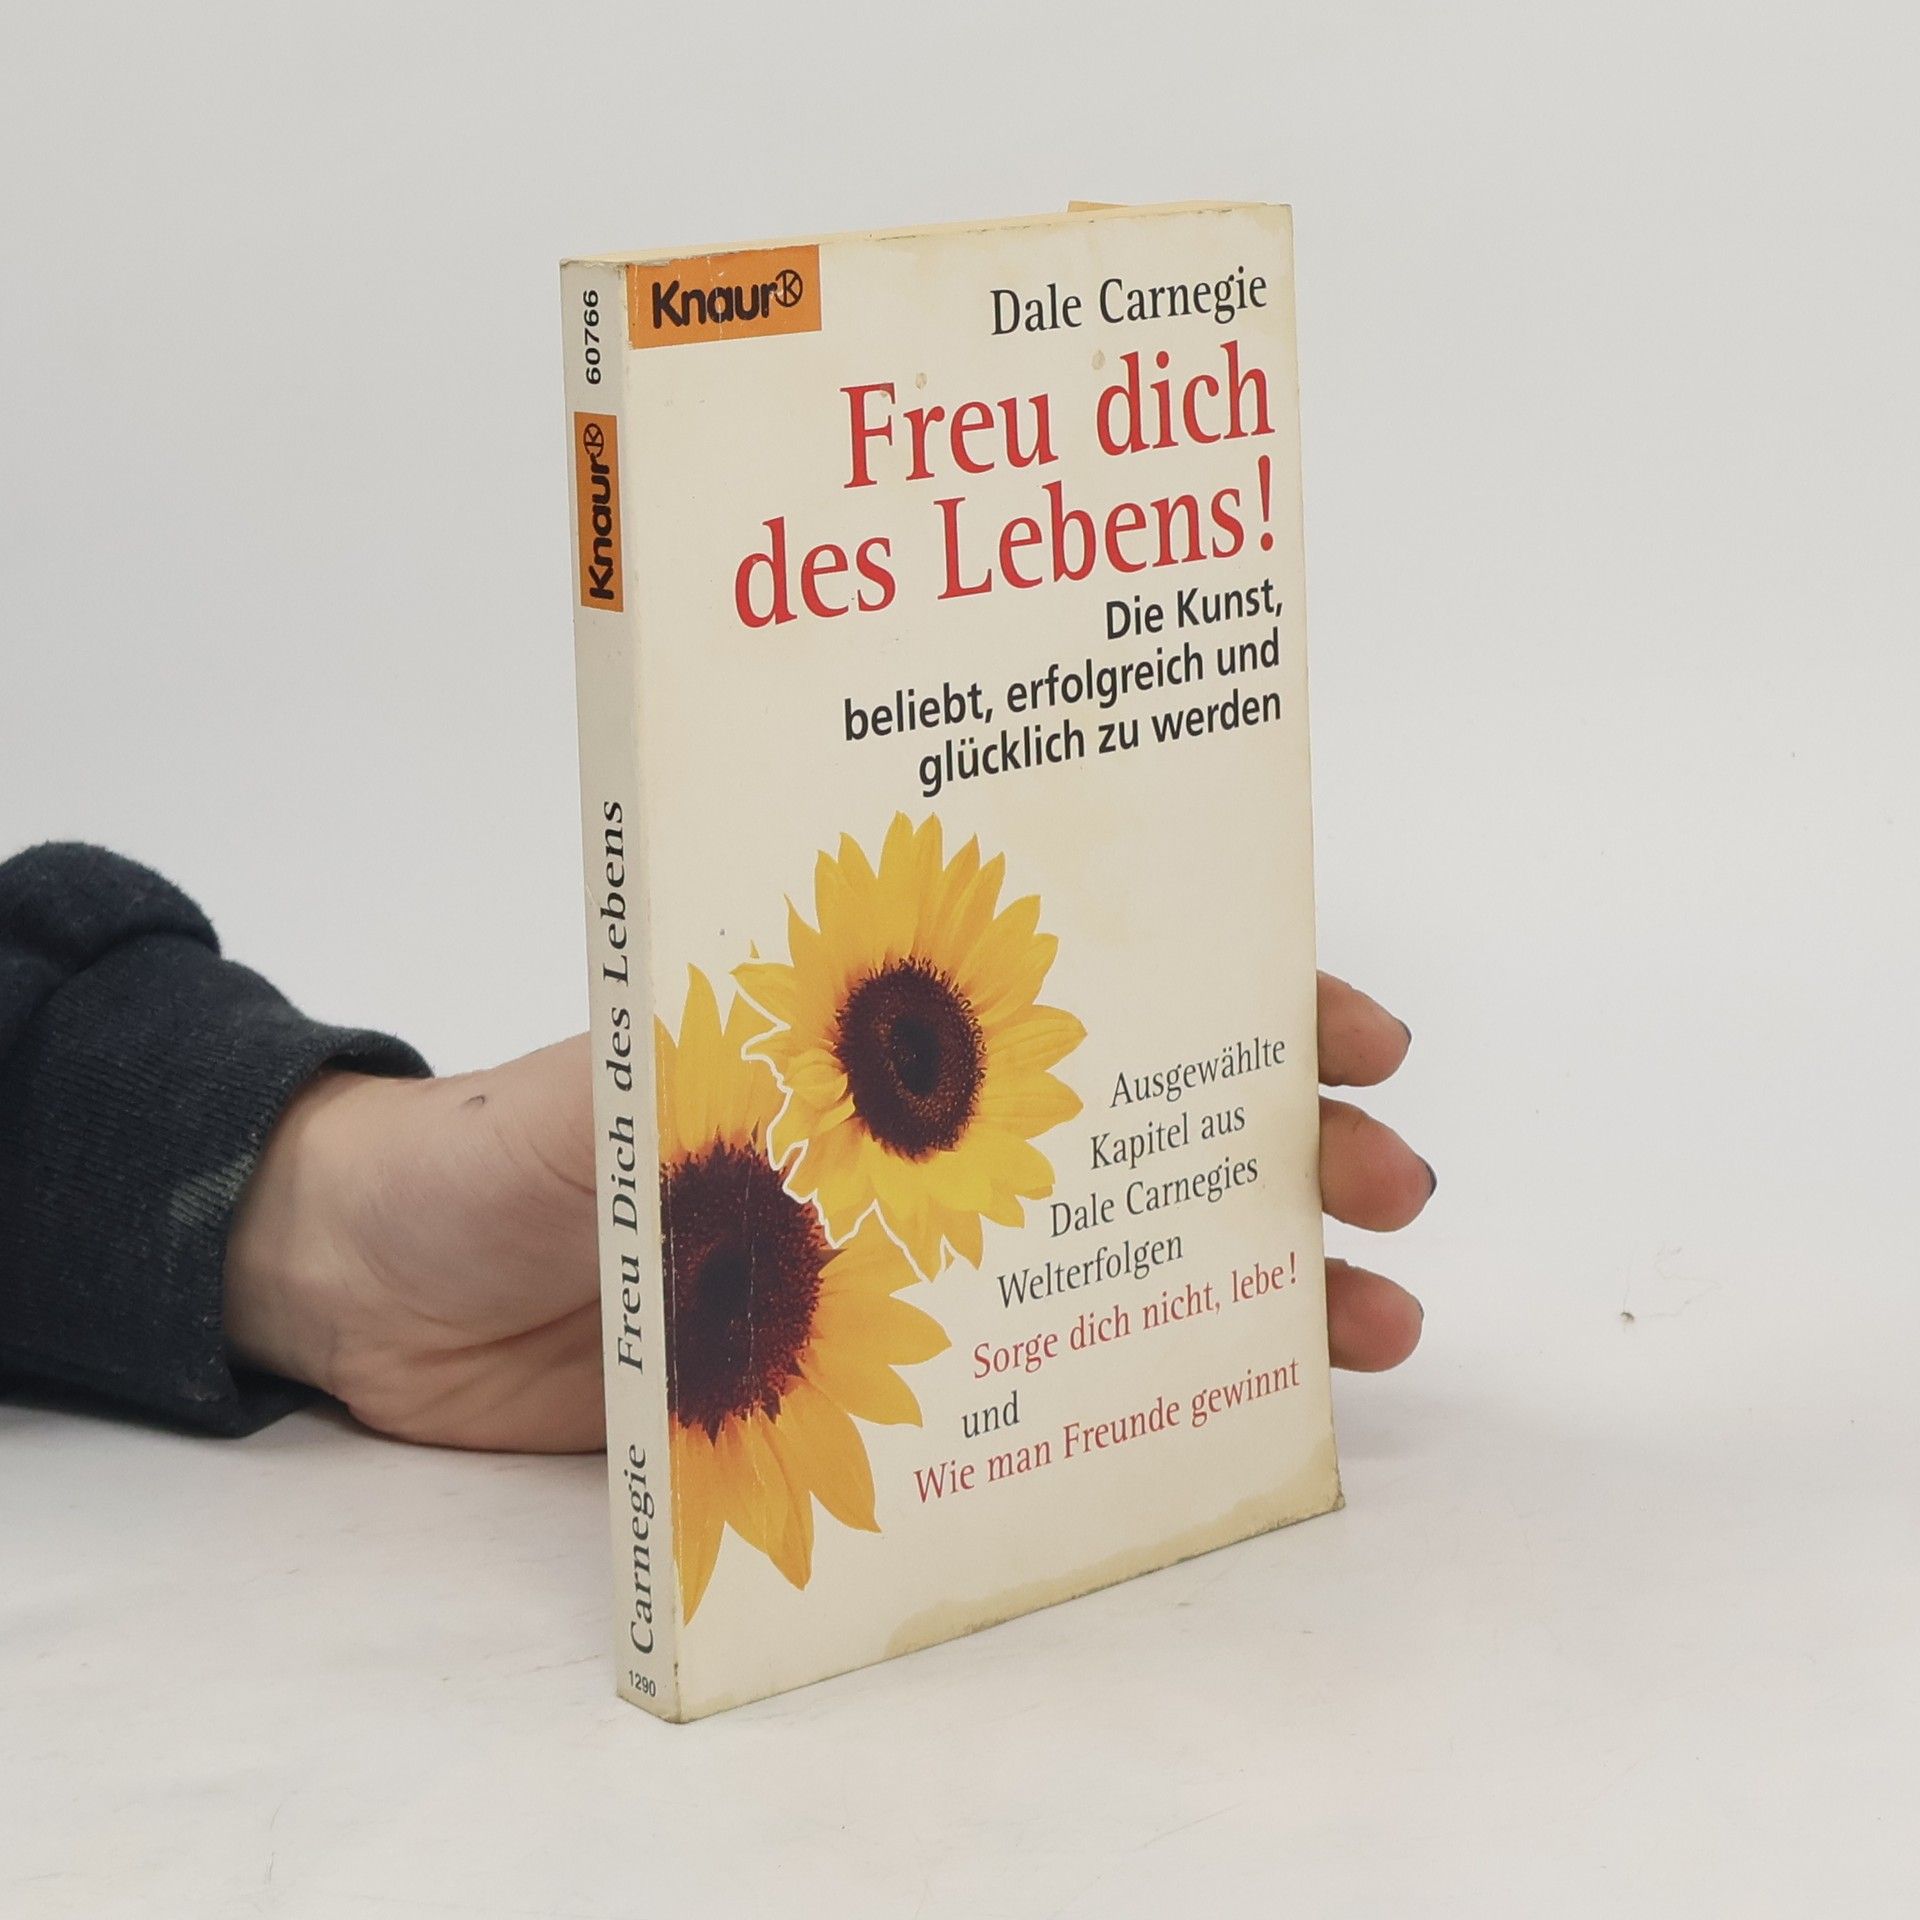 60766
Knaur
Carnegie Freu Dich des Lebens
1290
Knaur
Dale Carnegie
Freu dich
des Lebens!
Die Kunst,
beliebt, erfolgreich und
glücklich zu werden
Ausgewählte
Kapitel aus
Dale Carnegies
Welterfolgen
Sorge dich nicht, lebe!
und
Wie man Freunde gewinnt